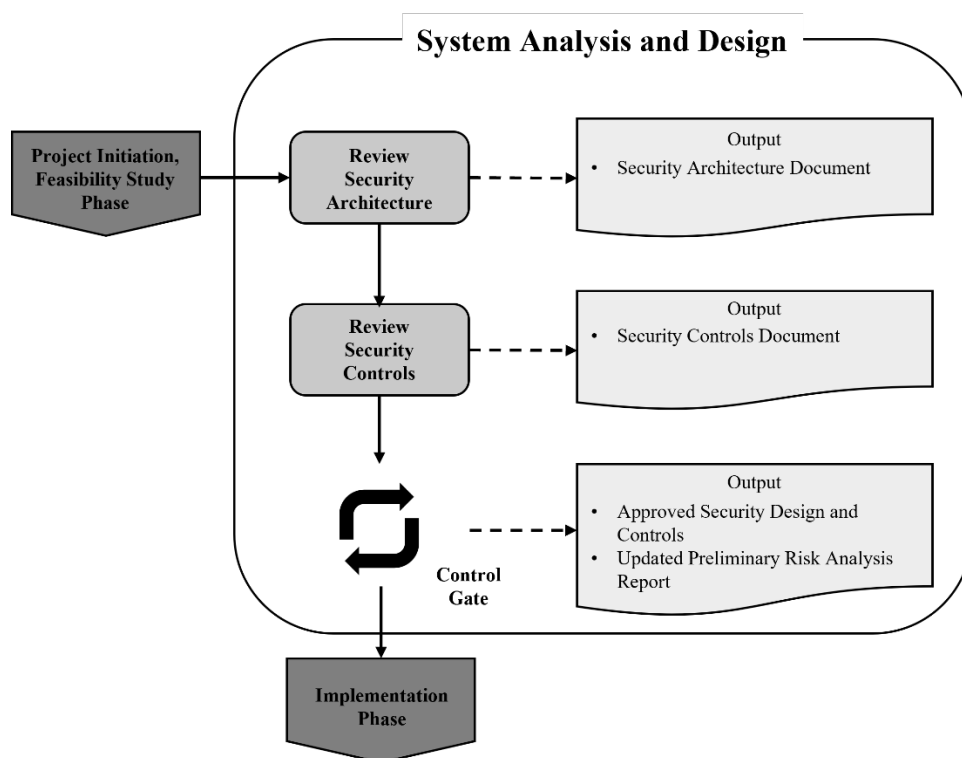 System Analysis and Design
Project Initiation,
Feasibility Study
Phase
Review
Security
Architecture
Output
• Security Architecture Document
Review
Security
Controls
Output
• Security Controls Document
Control
Gate
Output
• Approved Security Design and
Controls
• Updated Preliminary Risk Analysis
Report
Implementation
Phase